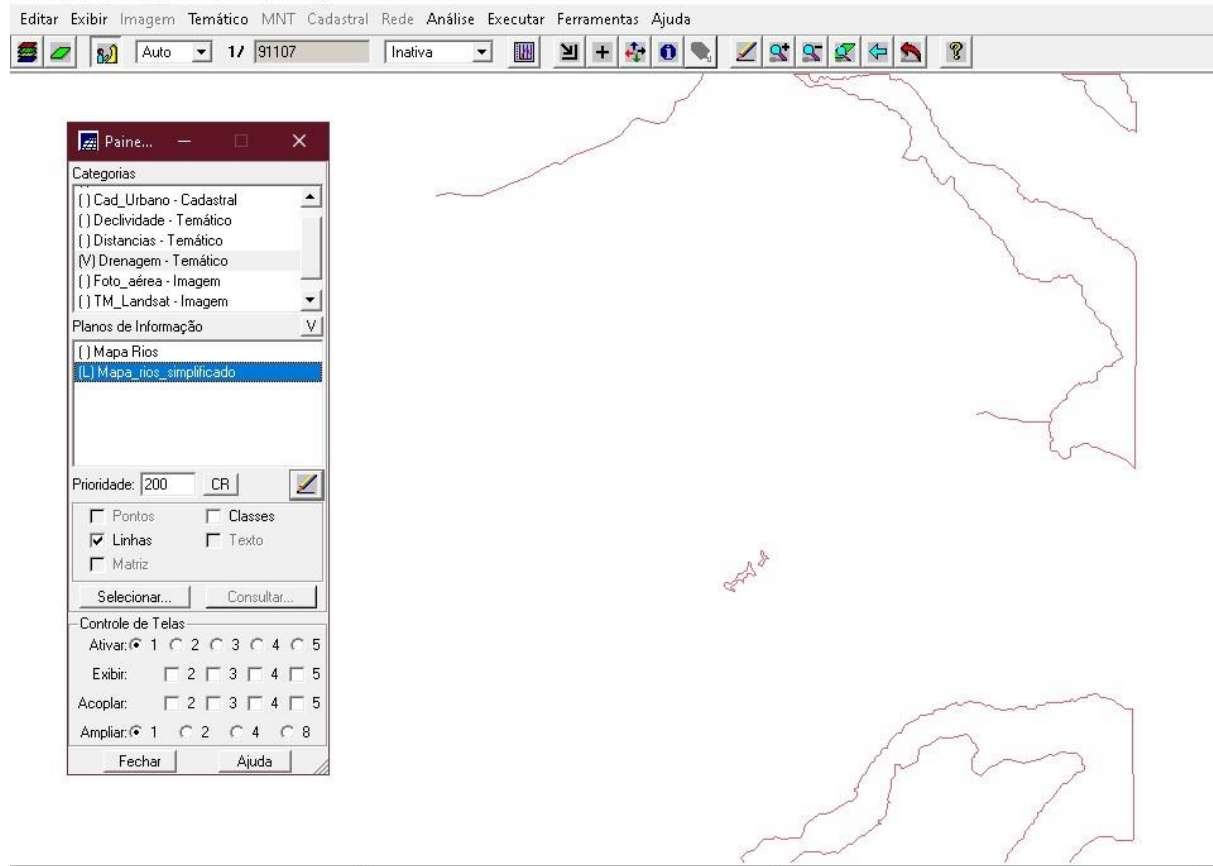 Editar Exibir Imagem Temático MNT Cadastral Rede Análise Executar Ferramentas Ajuda
Auto 1/ 91107 Inativa
Paine...
Categorias
( ) Cad_Urbano - Cadastral
( ) Declividade - Temático
( ) Distancias - Temático
(V) Drenagem - Temático
( ) Foto_aérea - Imagem
( ) TM_Landsat - Imagem
Planos de Informação V
( ) Mapa Rios
(L) Mapa_rios_simplificado
Prioridade: 200 CR
Pontos Classes
Linhas Texto
Matriz
Selecionar... Consultar...
Controle de Telas
Ativar: 1 2 3 4 5
Exibir: 2 3 4 5
Acoplar: 2 3 4 5
Ampliar: 1 2 4 8
Fechar Ajuda